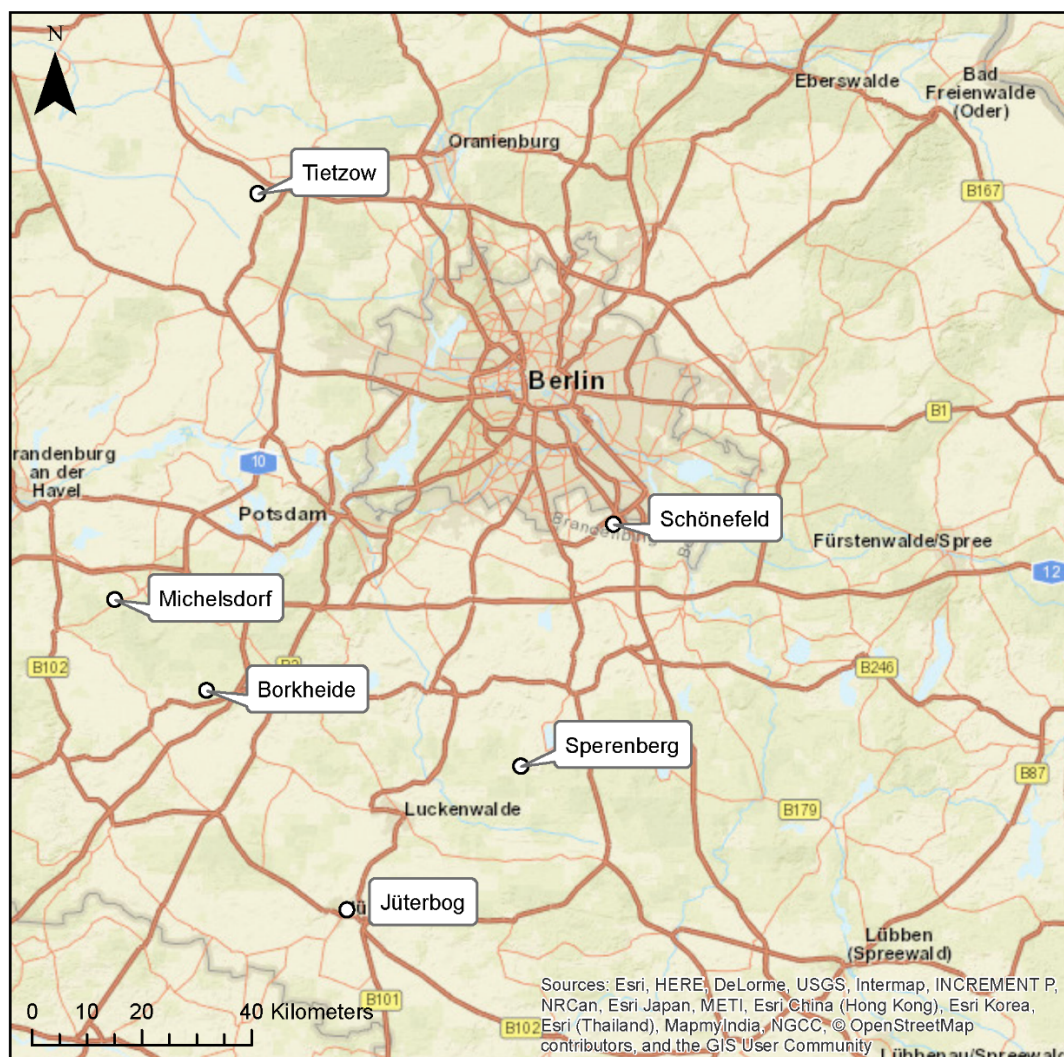 N
Eberswalde
Bad
Freienwalde
(Oder)
Oranienburg
Tietzow
B167
Berlin
B1
randenburg
an der
Havel
10
Potsdam
Schönefeld
Brandenburg
Fürstenwalde/Spree
12
Michelsdorf
B102
B246
Borkheide
Sperenberg
B87
Luckenwalde
B179
Jüterbog
Lübben
(Spreewald)
0 10 20 40 Kilometers
B101
B102
Sources: Esri, HERE, DeLorme, USGS, Intermap, INCREMENT P,
NRCan, Esri Japan, METI, Esri China (Hong Kong), Esri Korea,
Esri (Thailand), MapmyIndia, NGCC, © OpenStreetMap
contributors, and the GIS User Community
Lübbenau/Spreewal